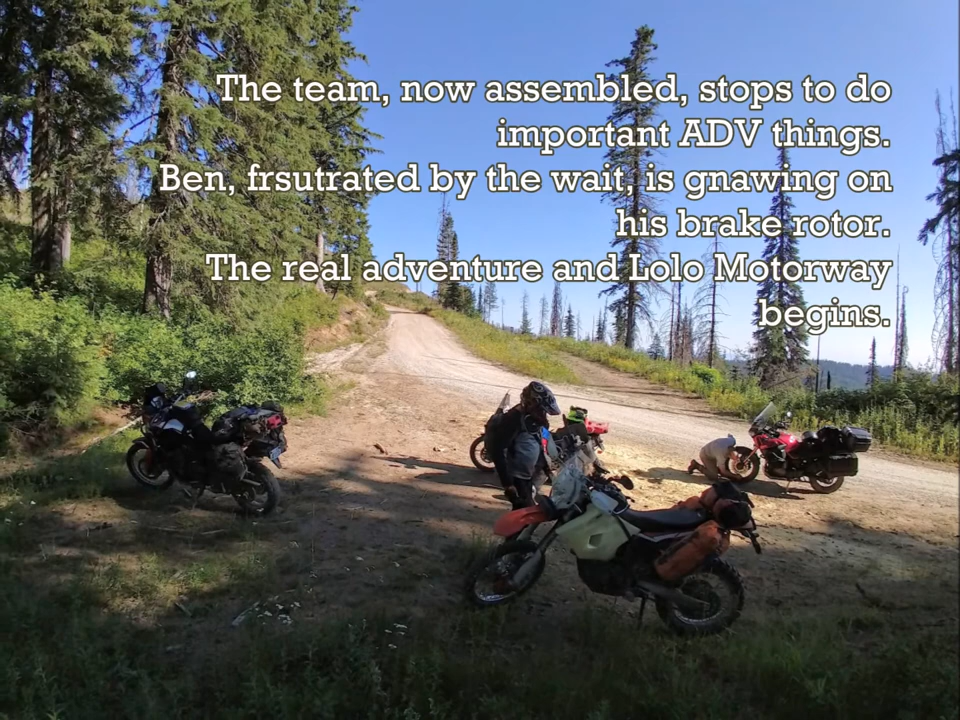 The team, now assembled, stops to do
important ADV things.
Ben, frsutrated by the wait, is gnawing on
his brake rotor.
The real adventure and Lolo Motorway
begins.